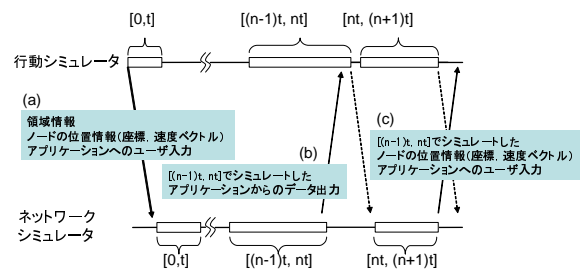 [0,t]
[(n-1)t, nt]
[nt, (n+1)t]
行動シミュレータ
(a)
領域情報
ノードの位置情報(座標, 速度ベクトル)
アプリケーションへのユーザ入力
(b)
[(n-1)t, nt]でシミュレートした
アプリケーションからのデータ出力
(c)
[(n-1)t, nt]でシミュレートした
ノードの位置情報(座標, 速度ベクトル)
アプリケーションへのユーザ入力
ネットワーク
シミュレータ
[0,t]
[(n-1)t, nt]
[nt, (n+1)t]